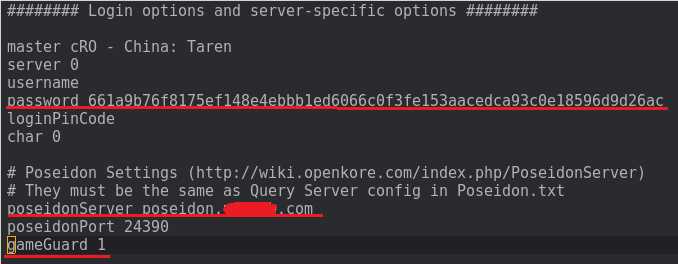 ######## Login options and server-specific options ########
master cRO - China: Taren
server 0
username
password 661a9b76f8175ef148e4ebbb1ed6066c0f3fe153aacedca93c0e18596d9d26ac
loginPinCode
char 0
# Poseidon Settings (http://wiki.openkore.com/index.php/PoseidonServer)
# They must be the same as Query Server config in Poseidon.txt
poseidonServer poseidon. .com
poseidonPort 24390
gameGuard 1